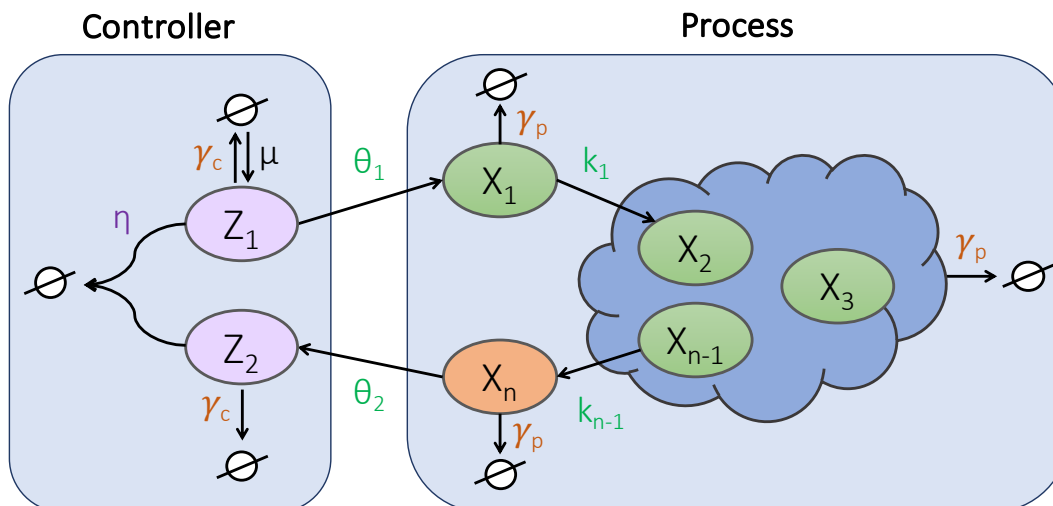 Controller
Process
γc
μ
θ1
γp
X1
k1
η
Z1
X2
γp
X3
Z2
Xn-1
Xn
θ2
kn-1
γc
γp